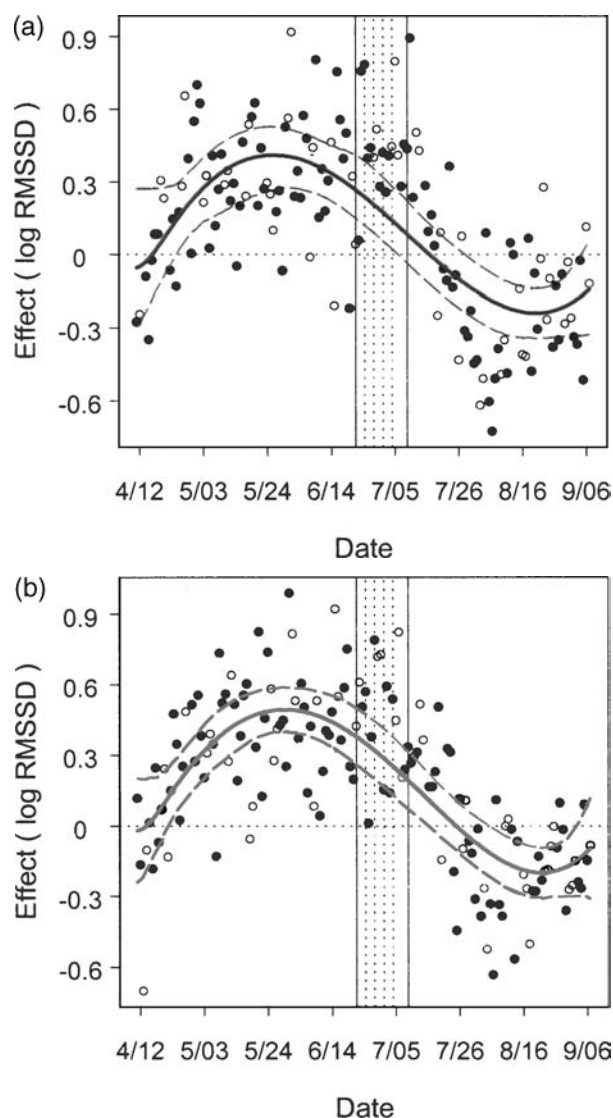 (a)
Effect ( log RMSSD )
0.9
0.6
0.3
0
-0.3
-0.6
4/12 5/03 5/24 6/14 7/05 7/26 8/16 9/06
Date
(b)
Effect ( log RMSSD )
0.9
0.6
0.3
0
-0.3
-0.6
4/12 5/03 5/24 6/14 7/05 7/26 8/16 9/06
Date